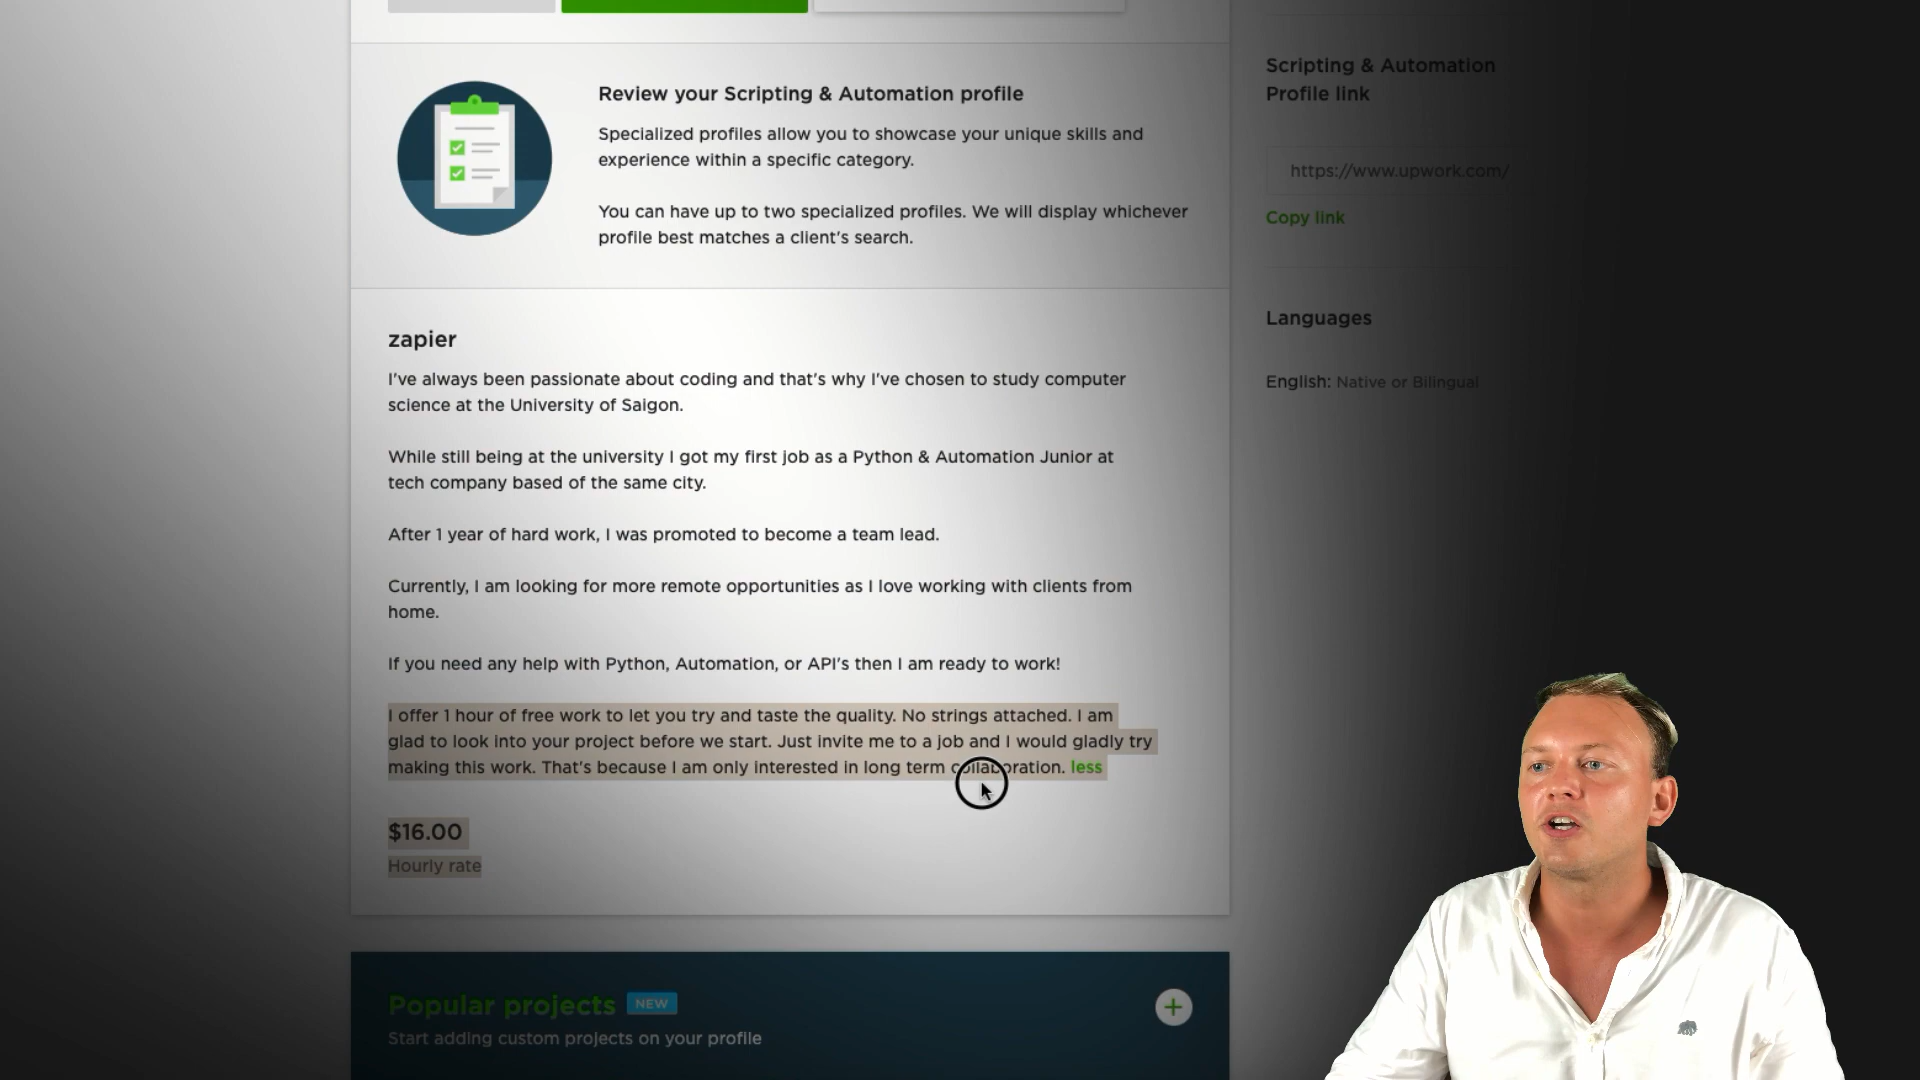 Review your Scripting & Automation profile
Specialized profiles allow you to showcase your unique skills and
experience within a specific category.
You can have up to two specialized profiles. We will display whichever
profile best matches a client's search.
zapier
I've always been passionate about coding and that's why I've chosen to study computer
science at the University of Saigon.
While still being at the university I got my first job as a Python & Automation Junior at
tech company based of the same city.
After 1 year of hard work, I was promoted to become a team lead.
Currently, I am looking for more remote opportunities as I love working with clients from
home.
If you need any help with Python, Automation, or API's then I am ready to work!
I offer 1 hour of free work to let you try and taste the quality. No strings attached. I am
glad to look into your project before we start. Just invite me to a job and I would gladly try
making this work. That's because I am only interested in long term collaboration. less
$16.00
Hourly rate
Popular projects NEW
Start adding custom projects on your profile
Scripting & Automation
Profile link
https://www.upwork.com/
Copy link
Languages
English: Native or Bilingual